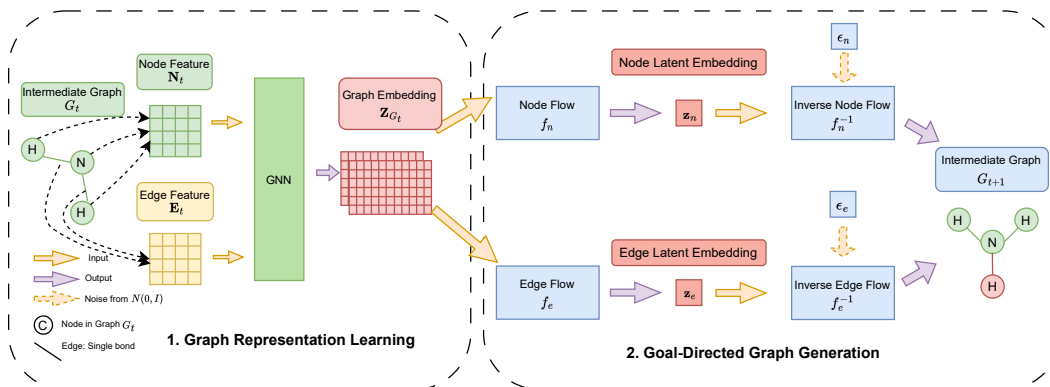 Node Feature
N_t
Intermediate Graph
G_t
H
N
H
Edge Feature
E_t
GNN
Graph Embedding
Z_{G_t}
Input
Output
Noise from N(0, I)
C Node in Graph G_t
Edge: Single bond
1. Graph Representation Learning
Node Flow
f_n
Node Latent Embedding
z_n
ϵ_n
Inverse Node Flow
f_n^{-1}
Edge Flow
f_e
Edge Latent Embedding
z_e
ϵ_e
Inverse Edge Flow
f_e^{-1}
Intermediate Graph
G_{t+1}
H
H
N
H
2. Goal-Directed Graph Generation